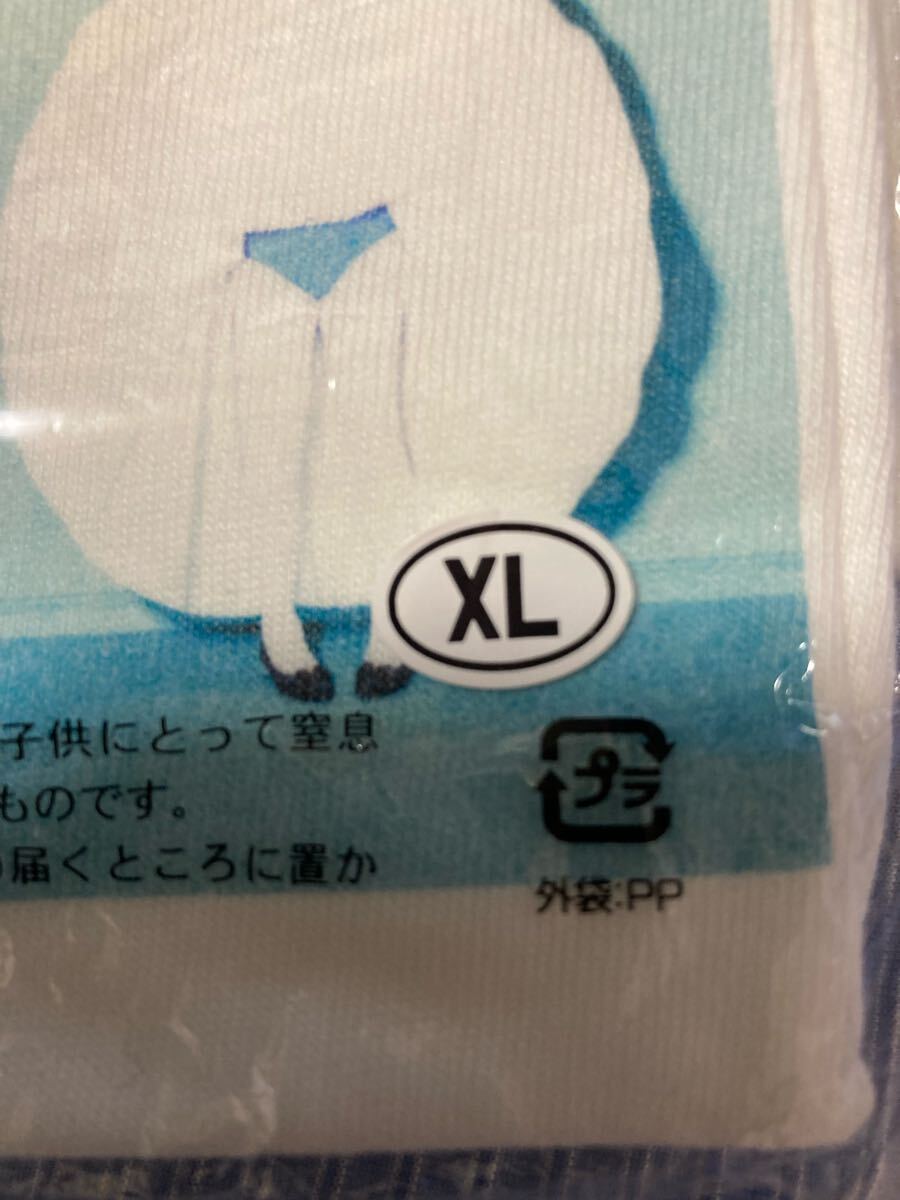 XL
子供にとって窒息
ものです。
の届くところに置か
プラ
外袋:PP